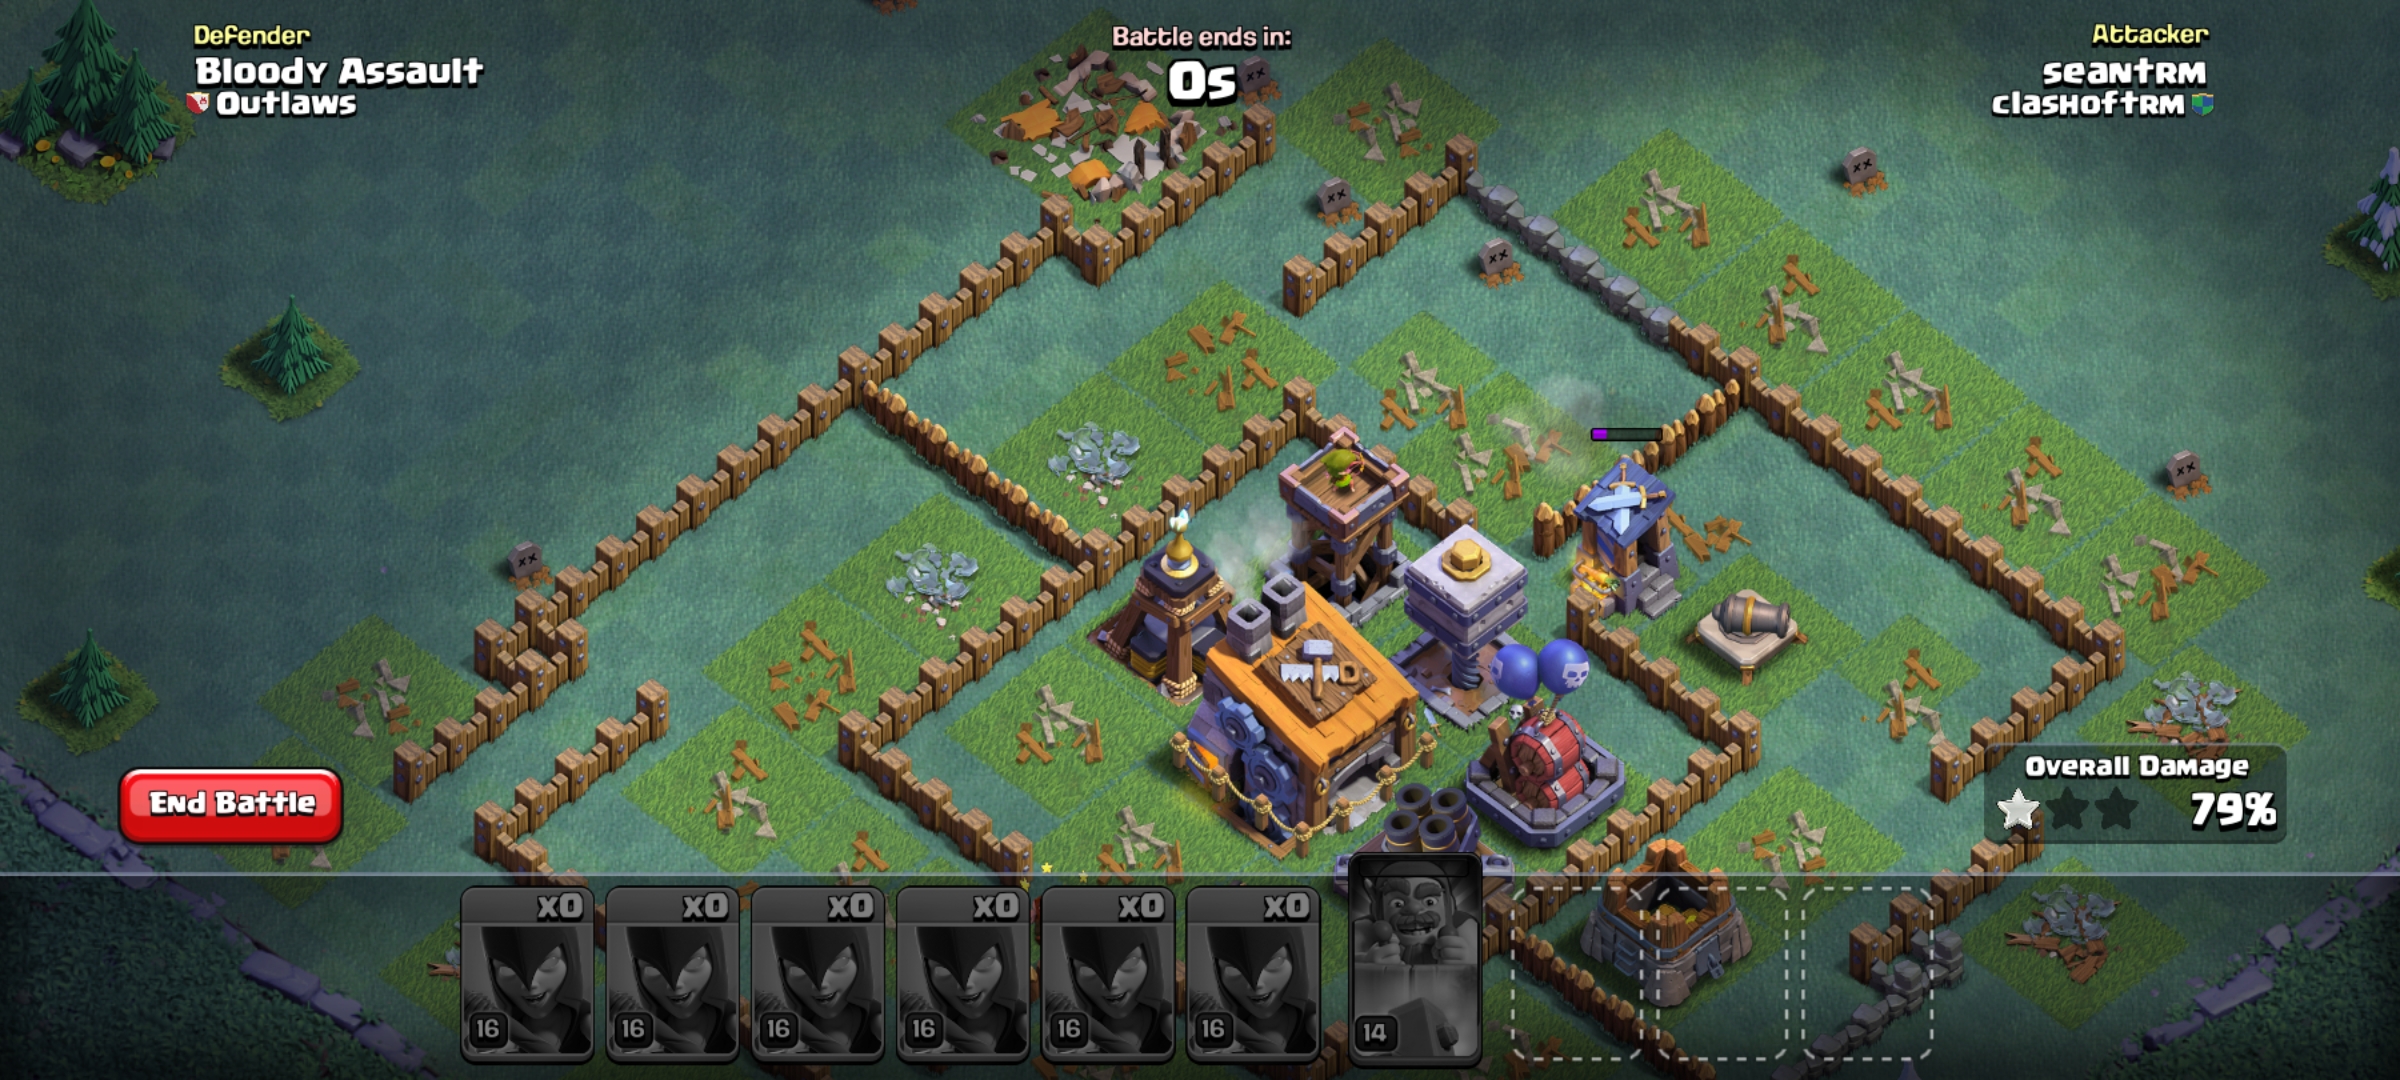 Defender
Bloody Assault
Outlaws
Battle ends in:
0s
Attacker
seantrm
clashoftrm
End Battle
Overall Damage
79%
x0
x0
x0
x0
x0
x0
16
16
16
16
16
16
14